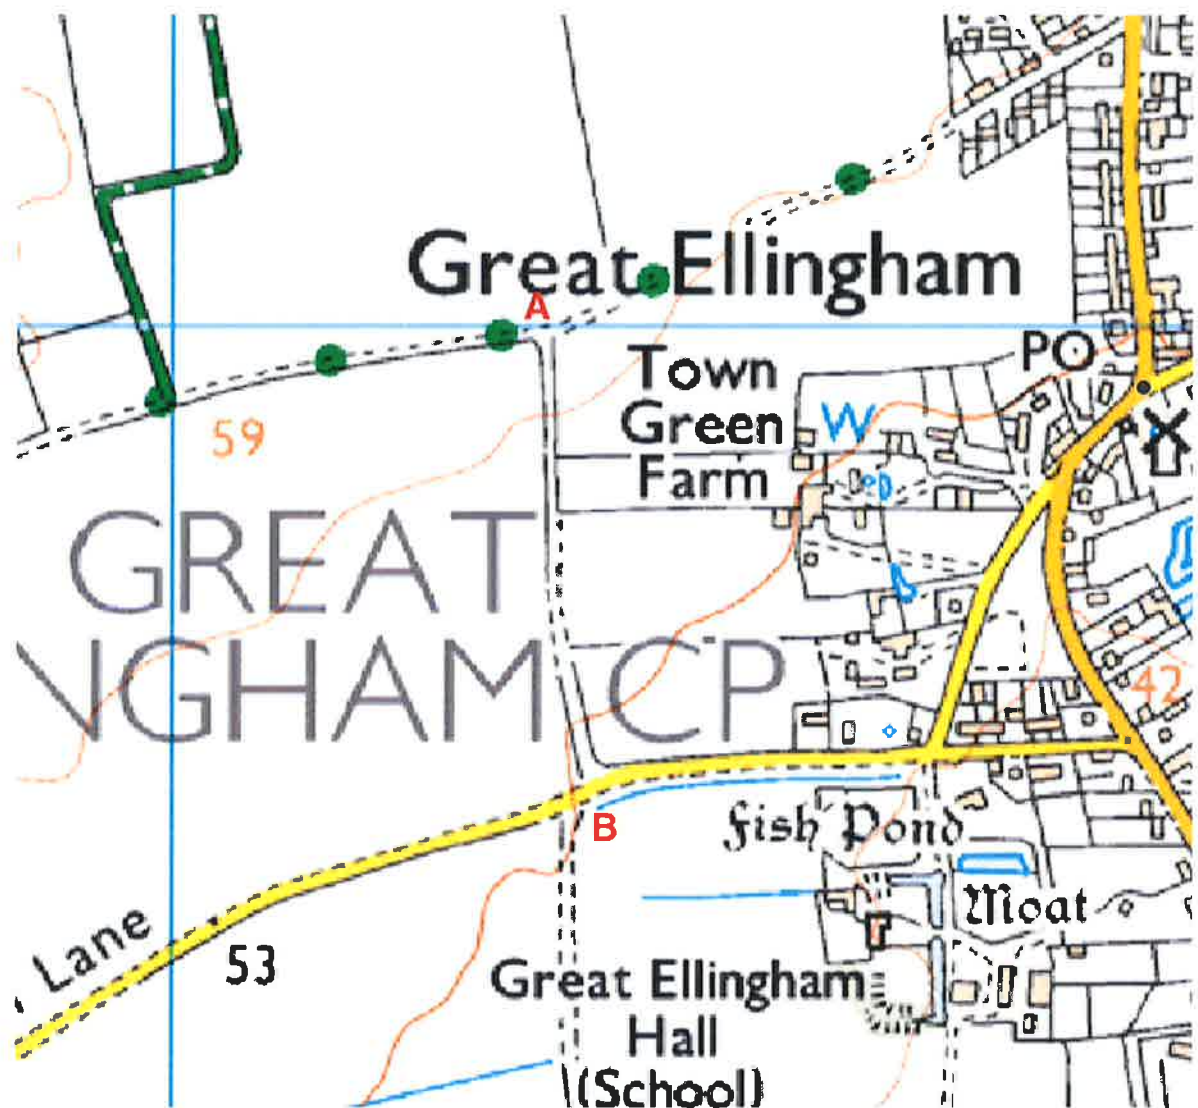 Great Ellingham
A
PO
Town
Green
Farm
W
59
GREAT
NGHAM CP
42
B
Fish Pond
Moat
Lane
53
Great Ellingham
Hall
(School)